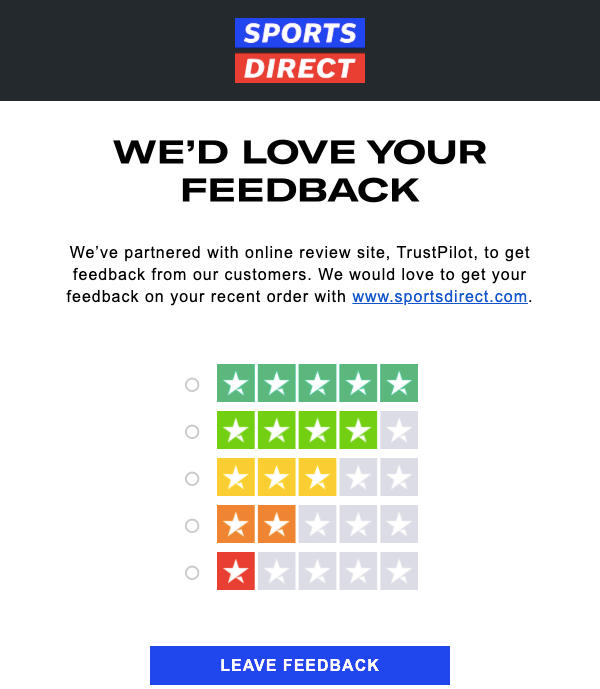 SPORTS
DIRECT
WE’D LOVE YOUR
FEEDBACK
We’ve partnered with online review site, TrustPilot, to get
feedback from our customers. We would love to get your
feedback on your recent order with www.sportsdirect.com.
LEAVE FEEDBACK